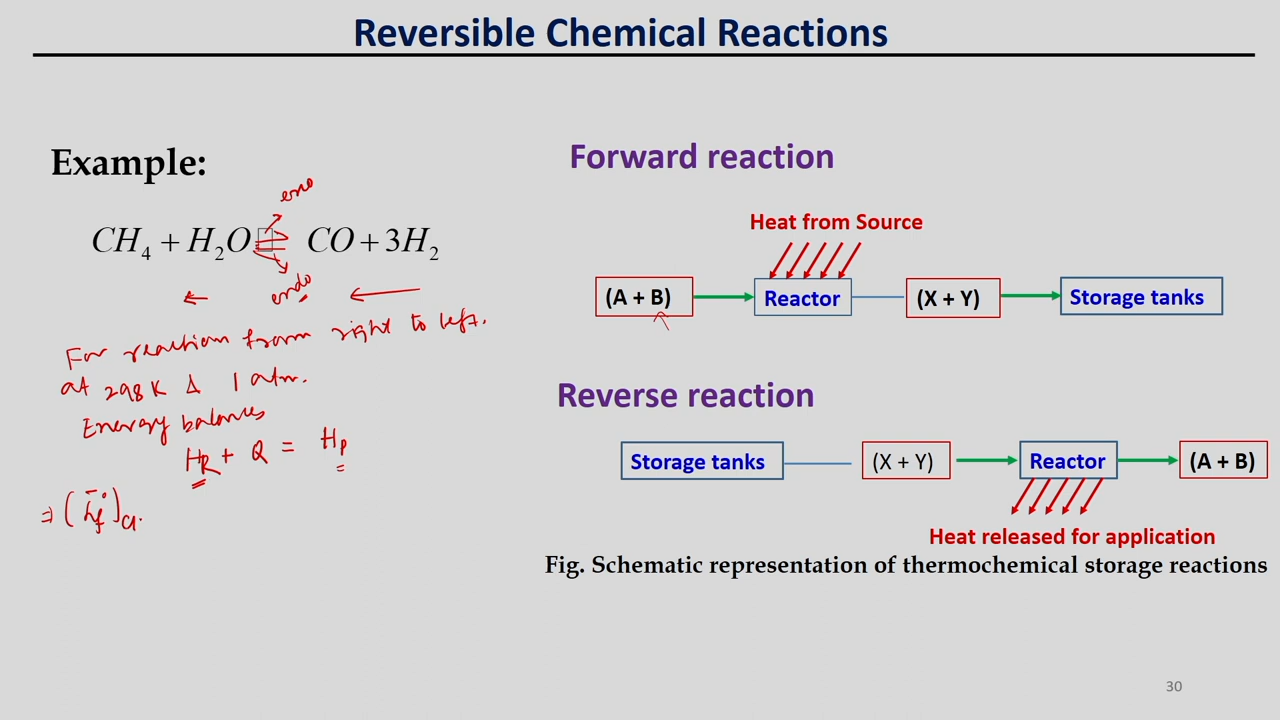 Reversible Chemical Reactions
Example:
exo
CH4 + H2O CO + 3H2
endo
For reaction from right to left.
at 298 K & 1 atm.
Energy balance
HR + Q = HP
⇒ (h̄f°)
Forward reaction
Heat from Source
(A + B) Reactor (X + Y) Storage tanks
Reverse reaction
Storage tanks (X + Y) Reactor (A + B)
Heat released for application
Fig. Schematic representation of thermochemical storage reactions
30